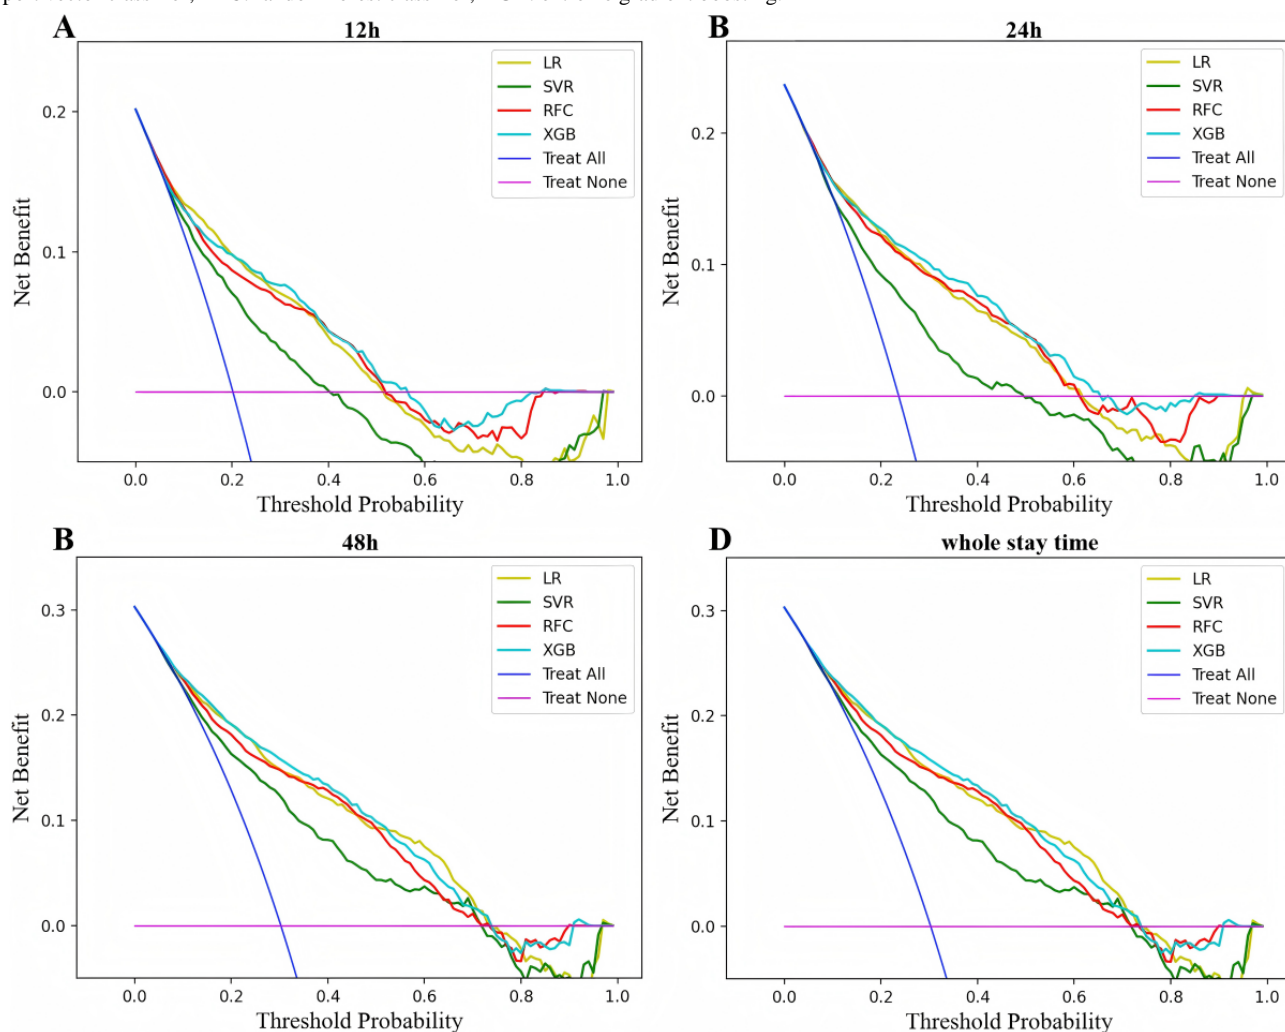 A 12h
LR
SVR
RFC
XGB
Treat All
Treat None
Net Benefit
0.2
0.1
0.0
0.0 0.2 0.4 0.6 0.8 1.0
Threshold Probability
B 24h
LR
SVR
RFC
XGB
Treat All
Treat None
Net Benefit
0.2
0.1
0.0
0.0 0.2 0.4 0.6 0.8 1.0
Threshold Probability
B 48h
LR
SVR
RFC
XGB
Treat All
Treat None
Net Benefit
0.3
0.2
0.1
0.0
0.0 0.2 0.4 0.6 0.8 1.0
Threshold Probability
D whole stay time
LR
SVR
RFC
XGB
Treat All
Treat None
Net Benefit
0.3
0.2
0.1
0.0
0.0 0.2 0.4 0.6 0.8 1.0
Threshold Probability